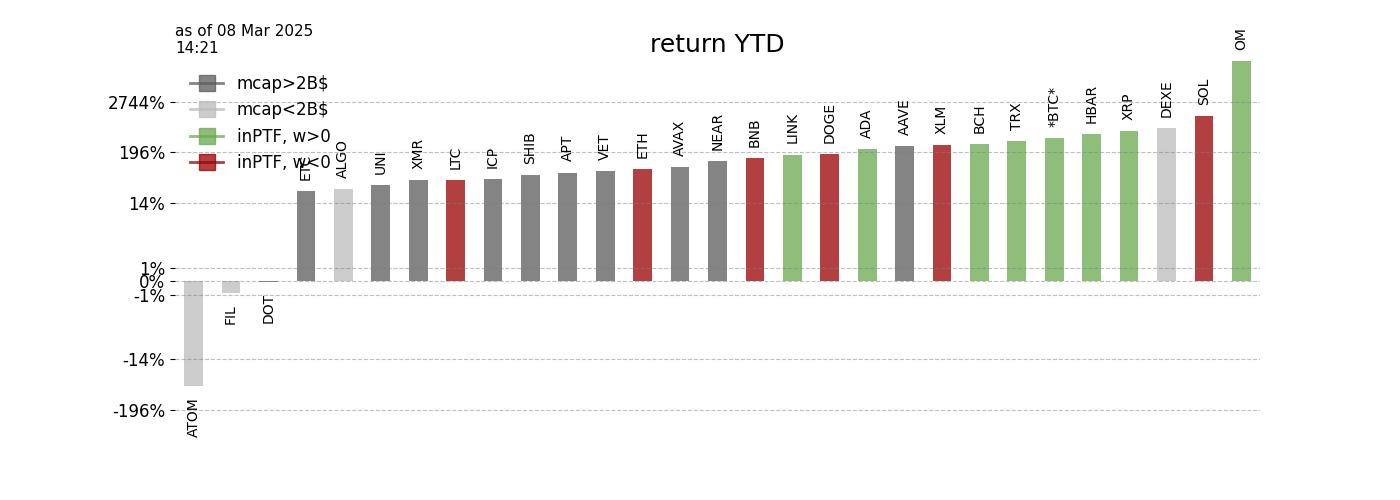 as of 08 Mar 2025
14:21
return YTD
mcap>2B$
mcap<2B$
inPTF, w>0
inPTF, w<0
2744%
196%
14%
1%
0%
-1%
-14%
-196%
ATOM
FIL
DOT
ALGO
UNI
XMR
LTC
ICP
SHIB
APT
VET
ETH
AVAX
NEAR
BNB
LINK
DOGE
ADA
AAVE
XLM
BCH
TRX
*BTC*
HBAR
XRP
DEXE
SOL
OM